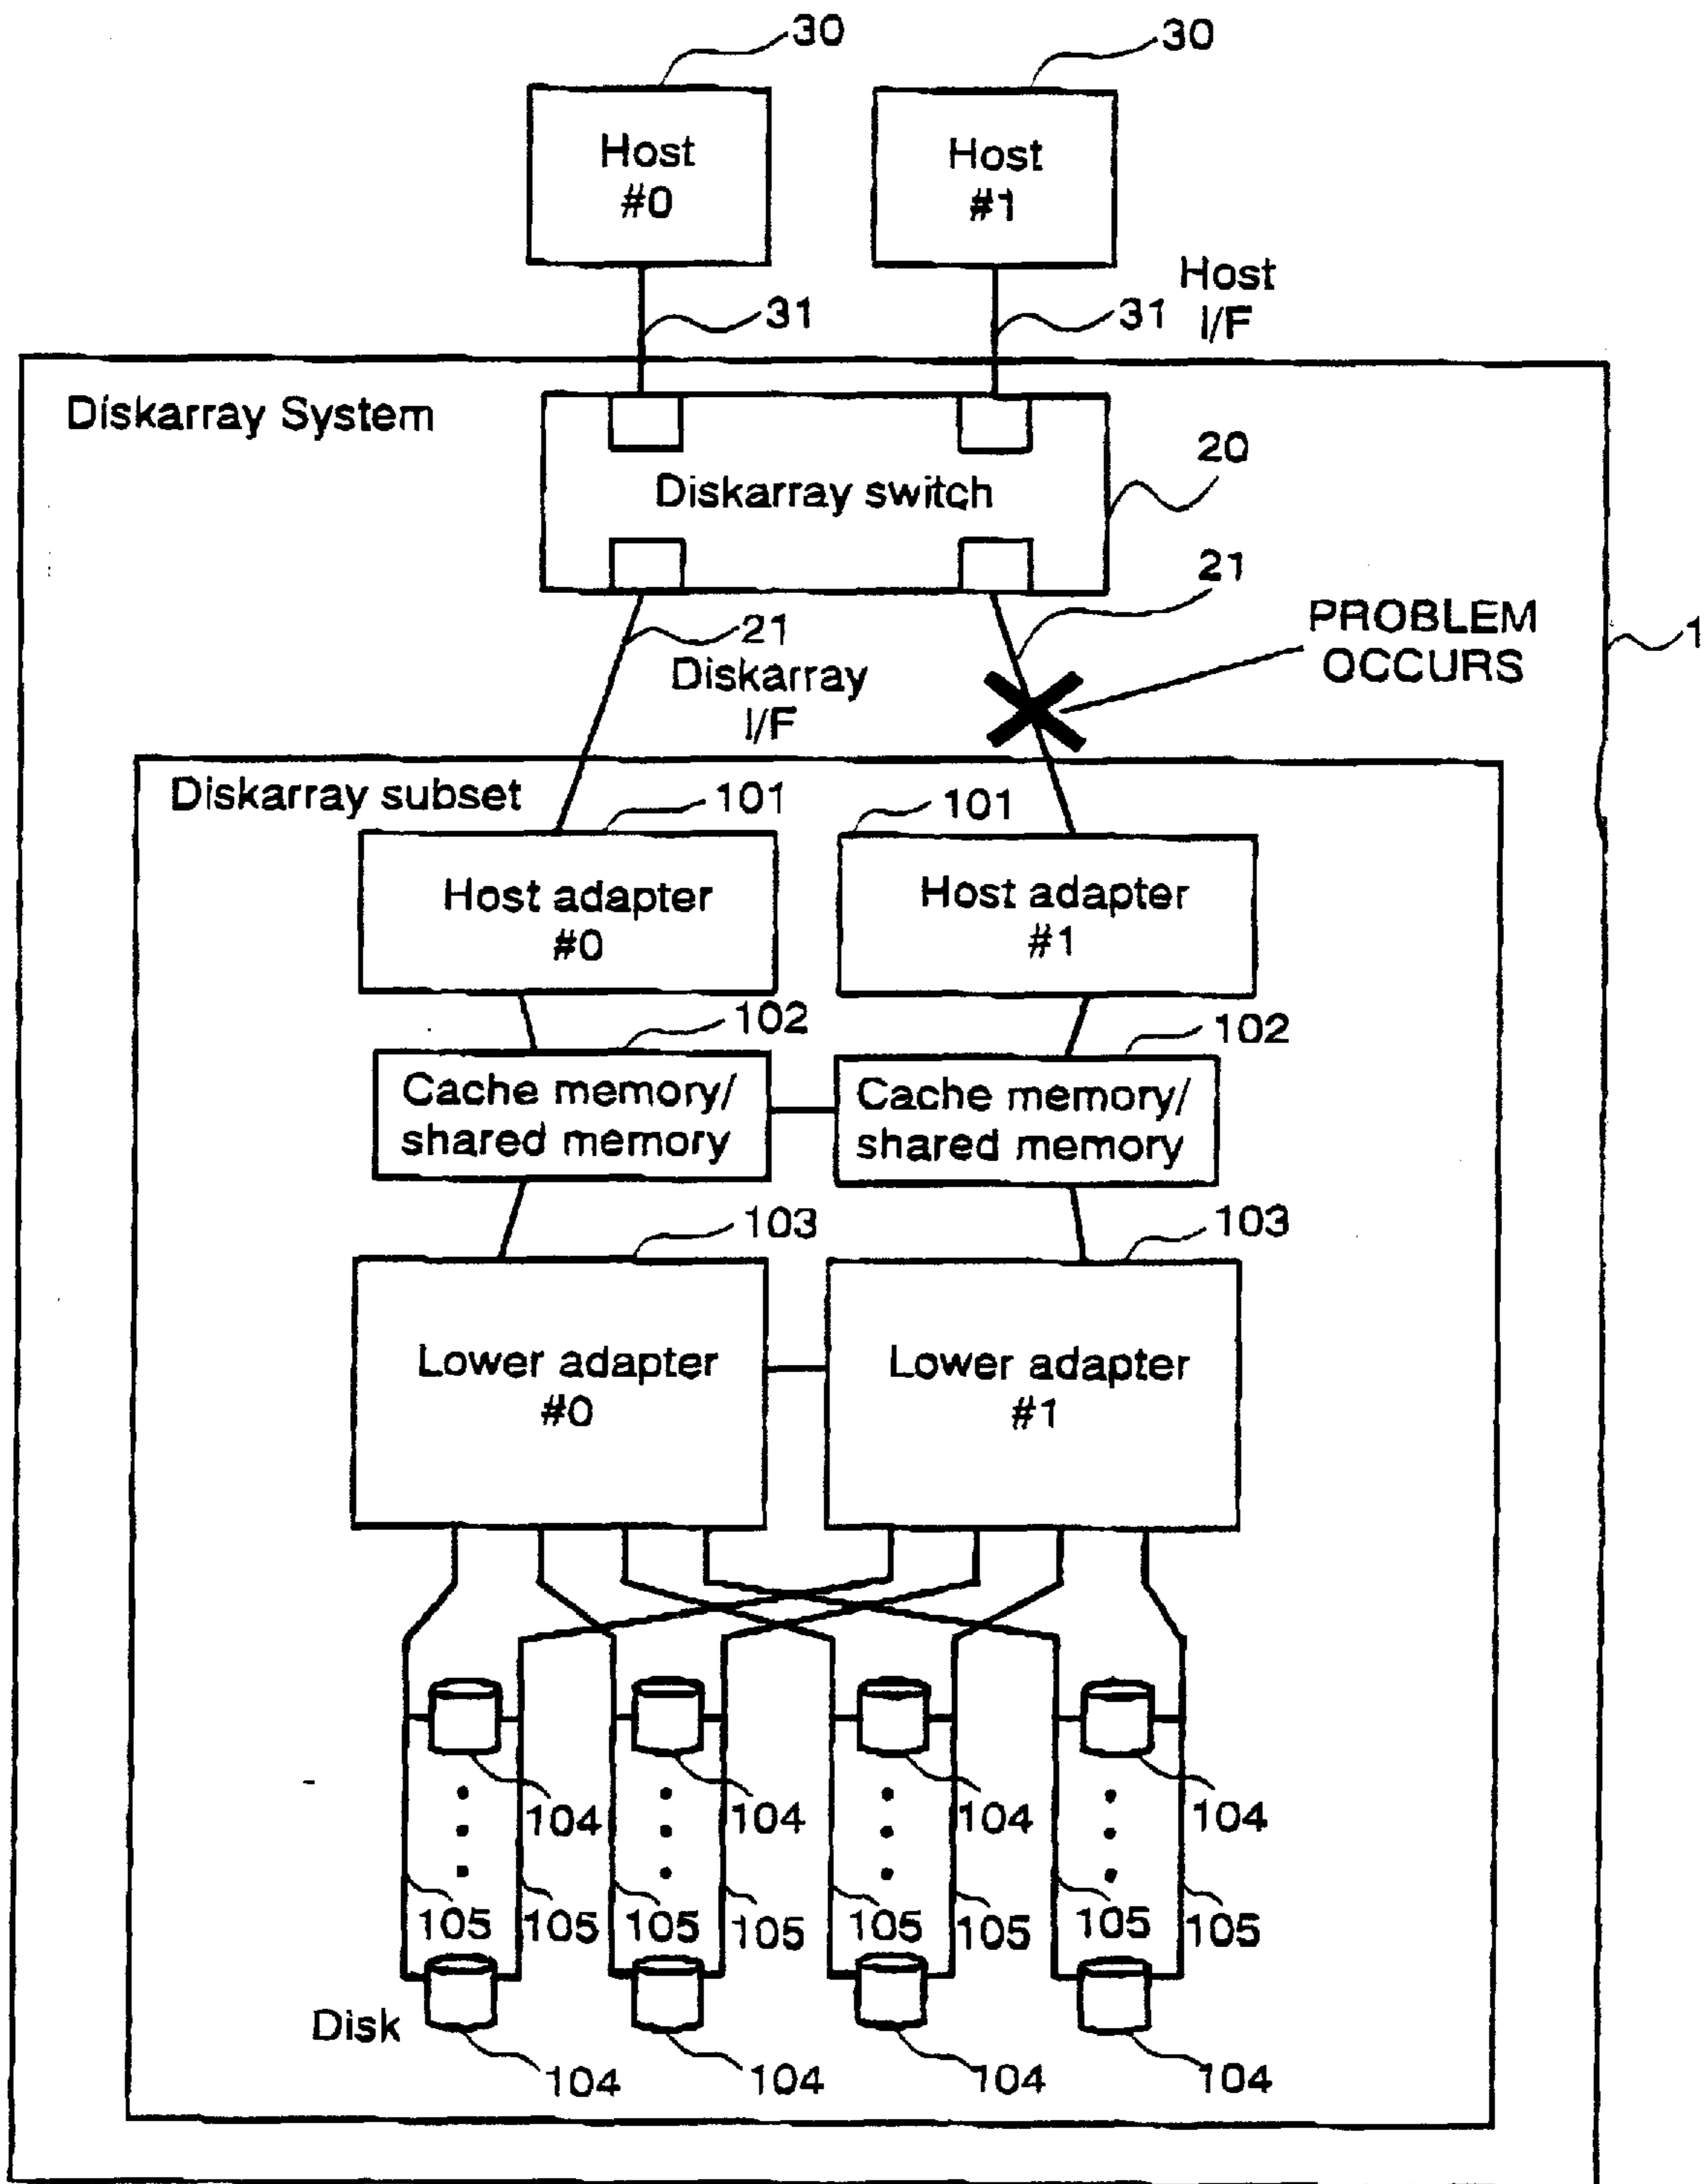 30
30
Host
#0
Host
#1
31
31
Host
I/F
Diskarray System
20
Diskarray switch
21
21
Diskarray
I/F
PROBLEM
OCCURS
1
Diskarray subset
101
101
Host adapter
#0
Host adapter
#1
102
102
Cache memory/
shared memory
Cache memory/
shared memory
103
103
Lower adapter
#0
Lower adapter
#1
104
104
104
104
105
105
105
105
105
105
105
105
Disk
104
104
104
104